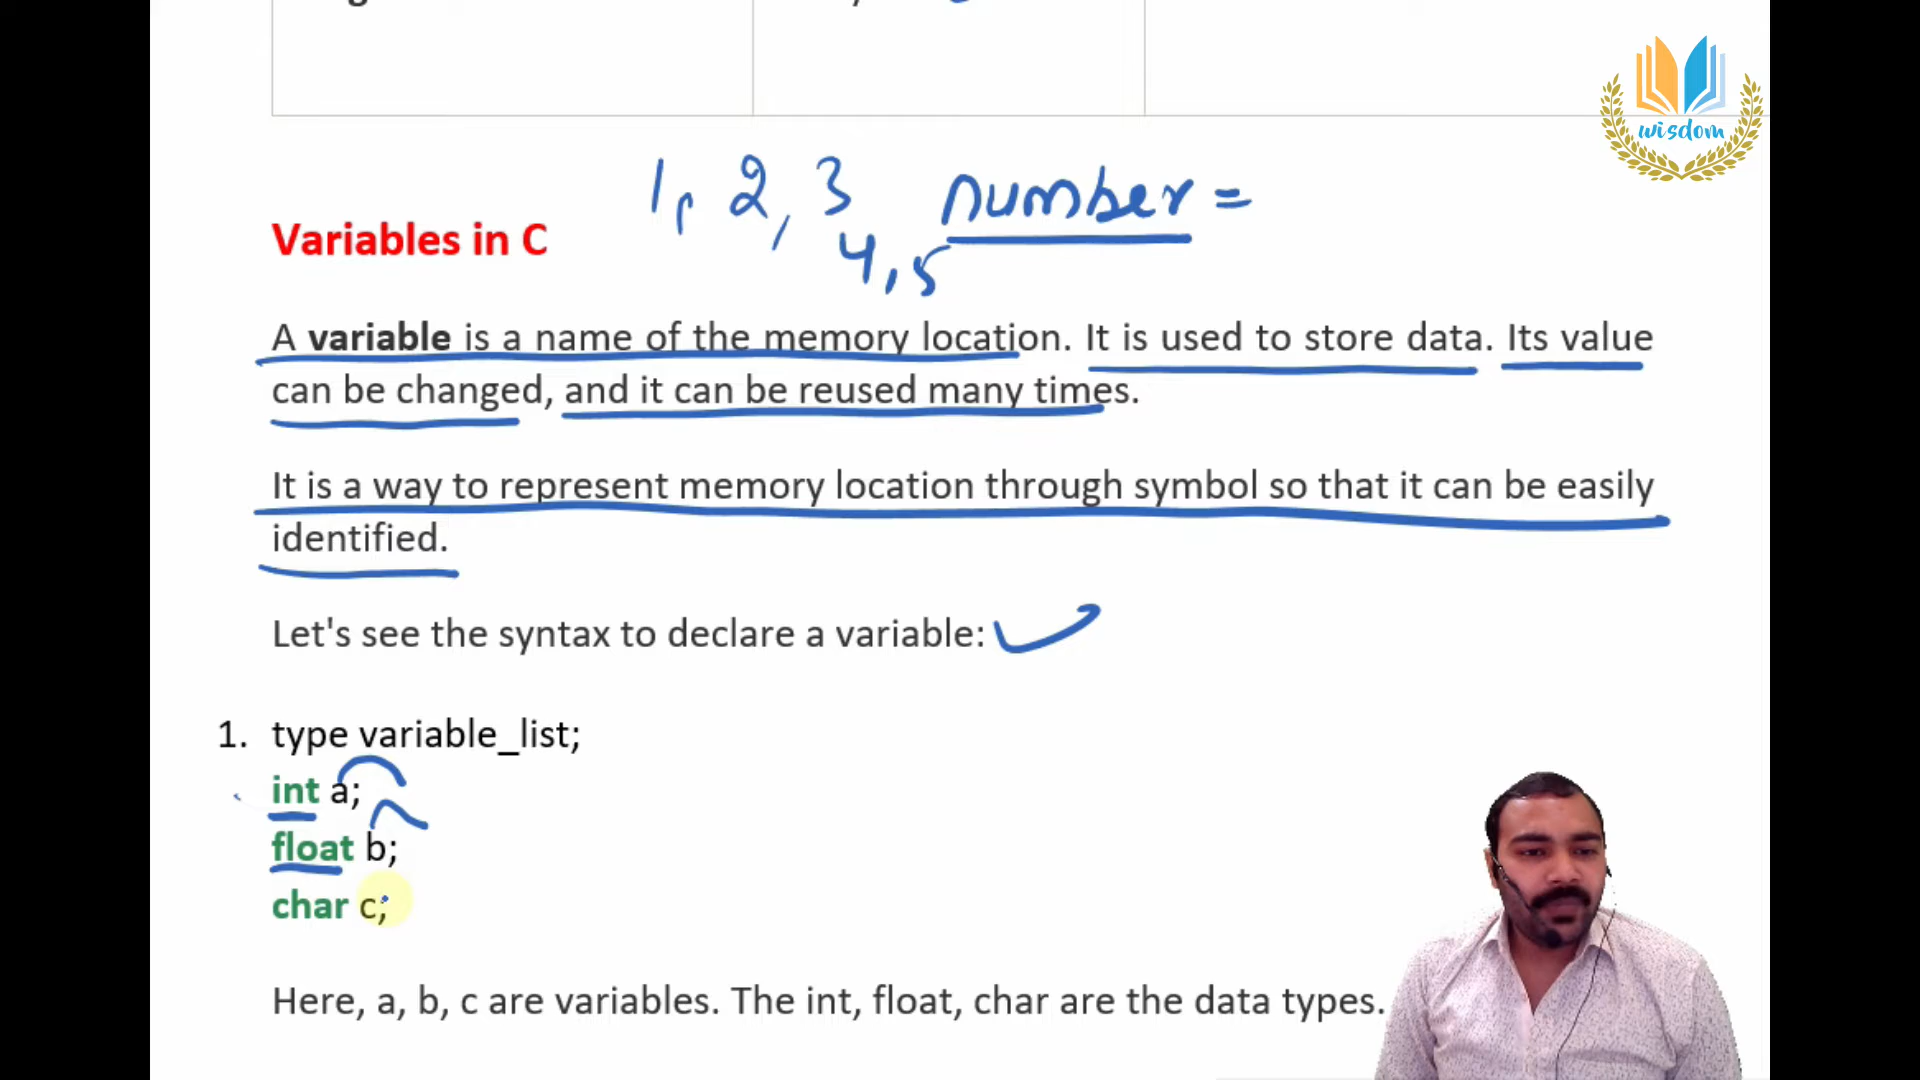 wisdom
1, 2, 3 number =
4, 5
Variables in C
A variable is a name of the memory location. It is used to store data. Its value
can be changed, and it can be reused many times.
It is a way to represent memory location through symbol so that it can be easily
identified.
Let's see the syntax to declare a variable:
1. type variable_list;
int a;
float b;
char c;
Here, a, b, c are variables. The int, float, char are the data types.